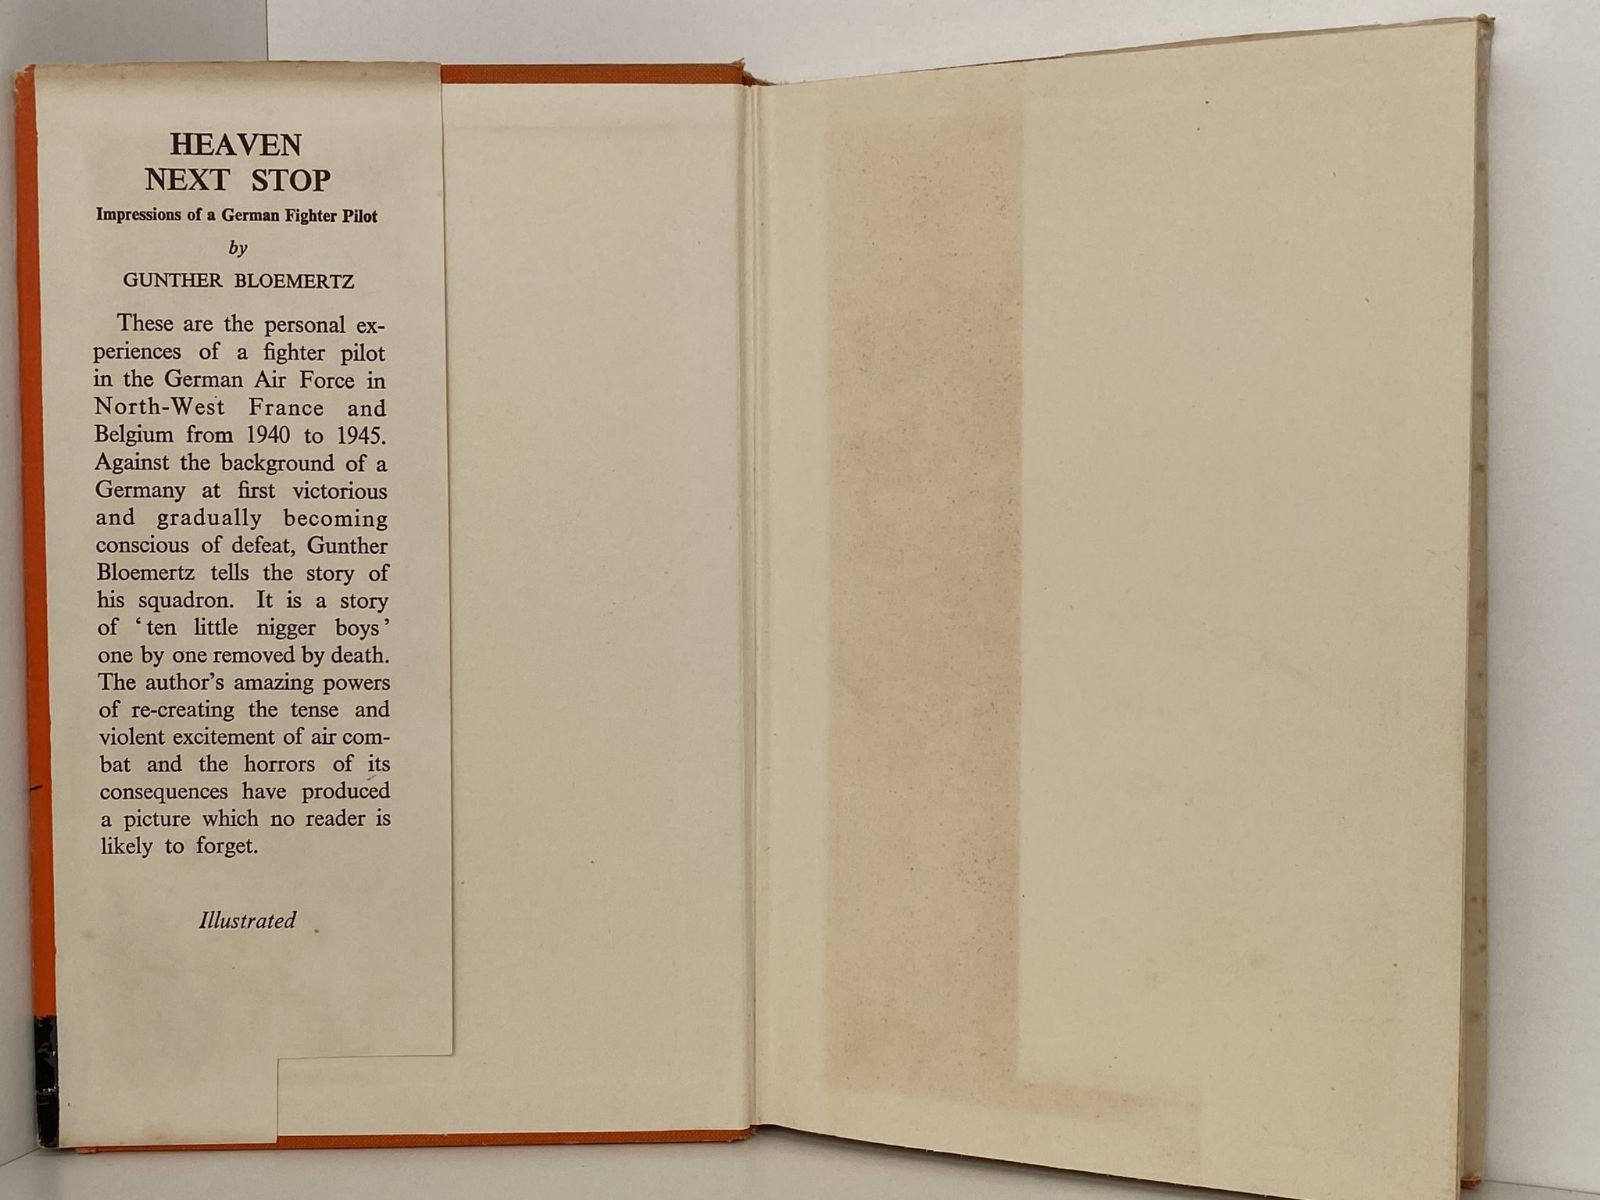 HEAVEN
NEXT STOP
Impressions of a German Fighter Pilot
by
GUNTHER BLOEMERTZ
These are the personal ex-
periences of a fighter pilot
in the German Air Force in
North-West France and
Belgium from 1940 to 1945.
Against the background of a
Germany at first victorious
and gradually becoming
conscious of defeat, Gunther
Bloemertz tells the story of
his squadron. It is a story
of ‘ten little nigger boys’
one by one removed by death.
The author’s amazing powers
of re-creating the tense and
violent excitement of air com-
bat and the horrors of its
consequences have produced
a picture which no reader is
likely to forget.
Illustrated